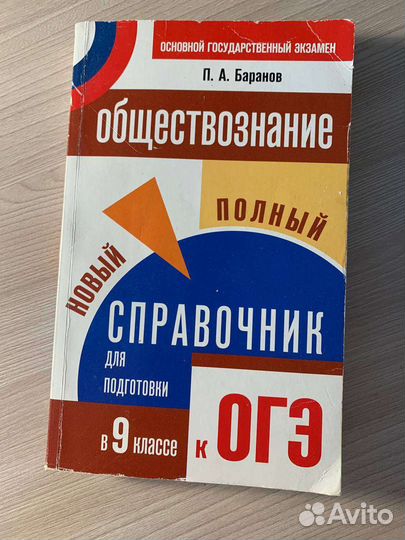 ОСНОВНОЙ ГОСУДАРСТВЕННЫЙ ЭКЗАМЕН
П. А. Баранов
ОБЩЕСТВОЗНАНИЕ
НОВЫЙ
ПОЛНЫЙ
СПРАВОЧНИК
ДЛЯ
ПОДГОТОВКИ
в 9 классе
к ОГЭ
Avito